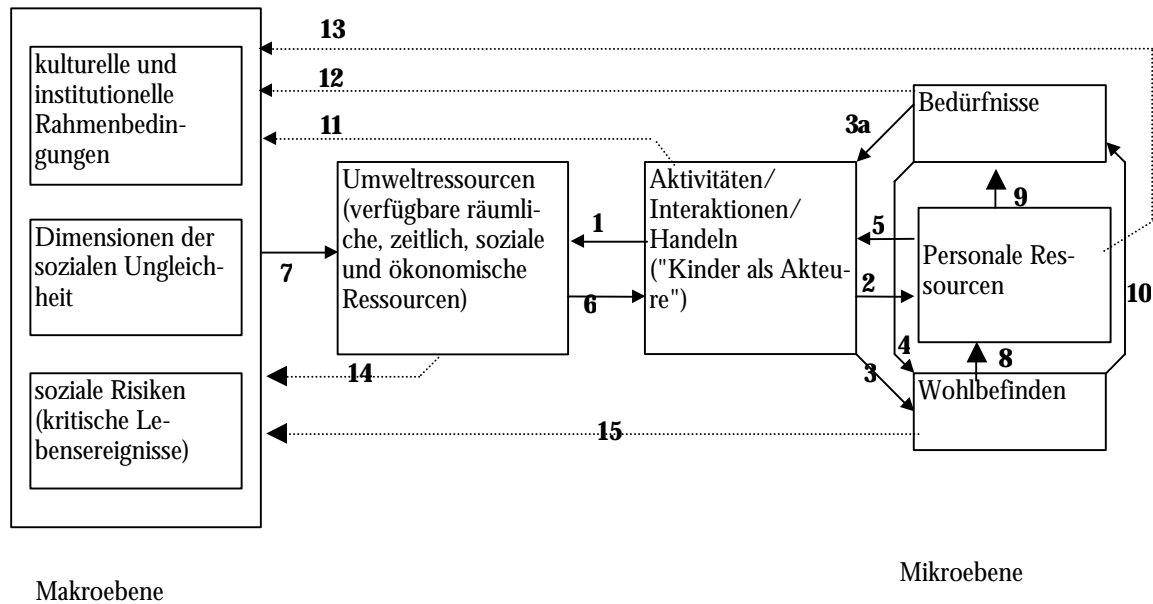 kulturelle und
institutionelle
Rahmenbedin-
gungen
Dimensionen der
sozialen Ungleich-
heit
soziale Risiken
(kritische Le-
bensereignisse)
Makroebene
7
Umweltressourcen
(verfügbare räumli-
che, zeitlich, soziale
und ökonomische
Ressourcen)
13
12
11
14
15
1
6
Aktivitäten/
Interaktionen/
Handeln
("Kinder als Akteu-
re")
3a
5
2
3
4
Bedürfnisse
9
Personale Res-
sourcen
8
10
Wohlbefinden
Mikroebene